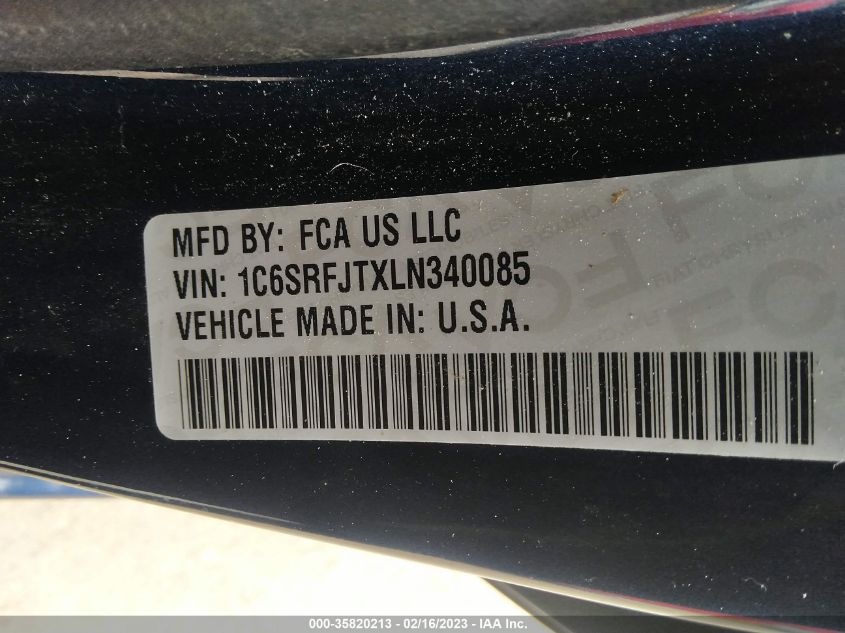 MFD BY: FCA US LLC
VIN: 1C6SRFJTXLN340085
VEHICLE MADE IN: U.S.A.
000-35820213 - 02/16/2023 - IAA Inc.